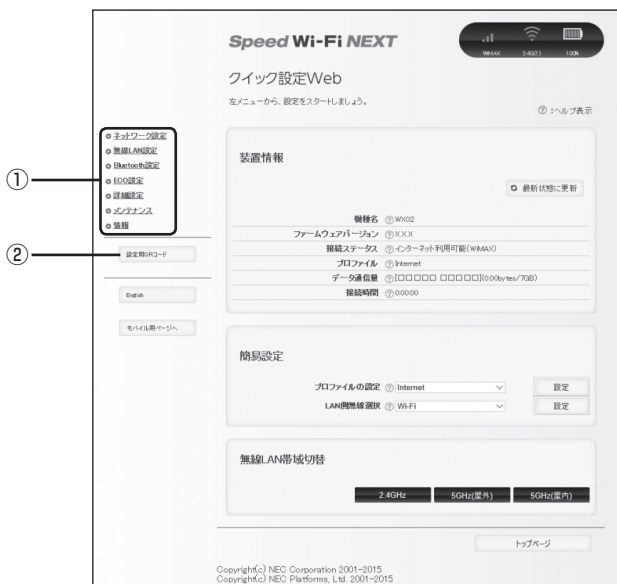 Speed Wi-Fi NEXT
WiMAX 2.4G(1) 100%
クイック設定Web
左メニューから、設定をスタートしましょう。
?:ヘルプ表示
①
ネットワーク設定
無線LAN設定
Bluetooth設定
ECO設定
詳細設定
メンテナンス
情報
②
設定用QRコード
English
モバイル用ページへ
装置情報
最新状態に更新
機種名 ? WX02
ファームウェアバージョン ? X.X.X
接続ステータス ? インターネット利用可能(WiMAX)
プロファイル ? Internet
データ通信量 ? [□□□□□ □□□□□](0.00bytes/7GB)
接続時間 ? 0:00:00
簡易設定
プロファイルの設定 ? Internet 設定
LAN側無線選択 ? Wi-Fi 設定
無線LAN帯域切替
2.4GHz 5GHz(屋外) 5GHz(屋内)
トップページ
Copyright(c) NEC Corporation 2001-2015
Copyright(c) NEC Platforms, Ltd. 2001-2015